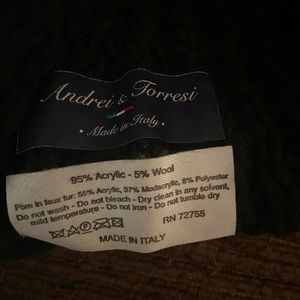 Andrei & Torresi
• Made in Italy •
95% Acrylic - 5% Wool
Pom in faux fur: 55% Acrylic, 37% Modacrylic, 8% Polyester
Do not wash - Do not bleach - Dry clean in any solvent,
mild temperature - Do not iron - Do not tumble dry
RN 72755
MADE IN ITALY